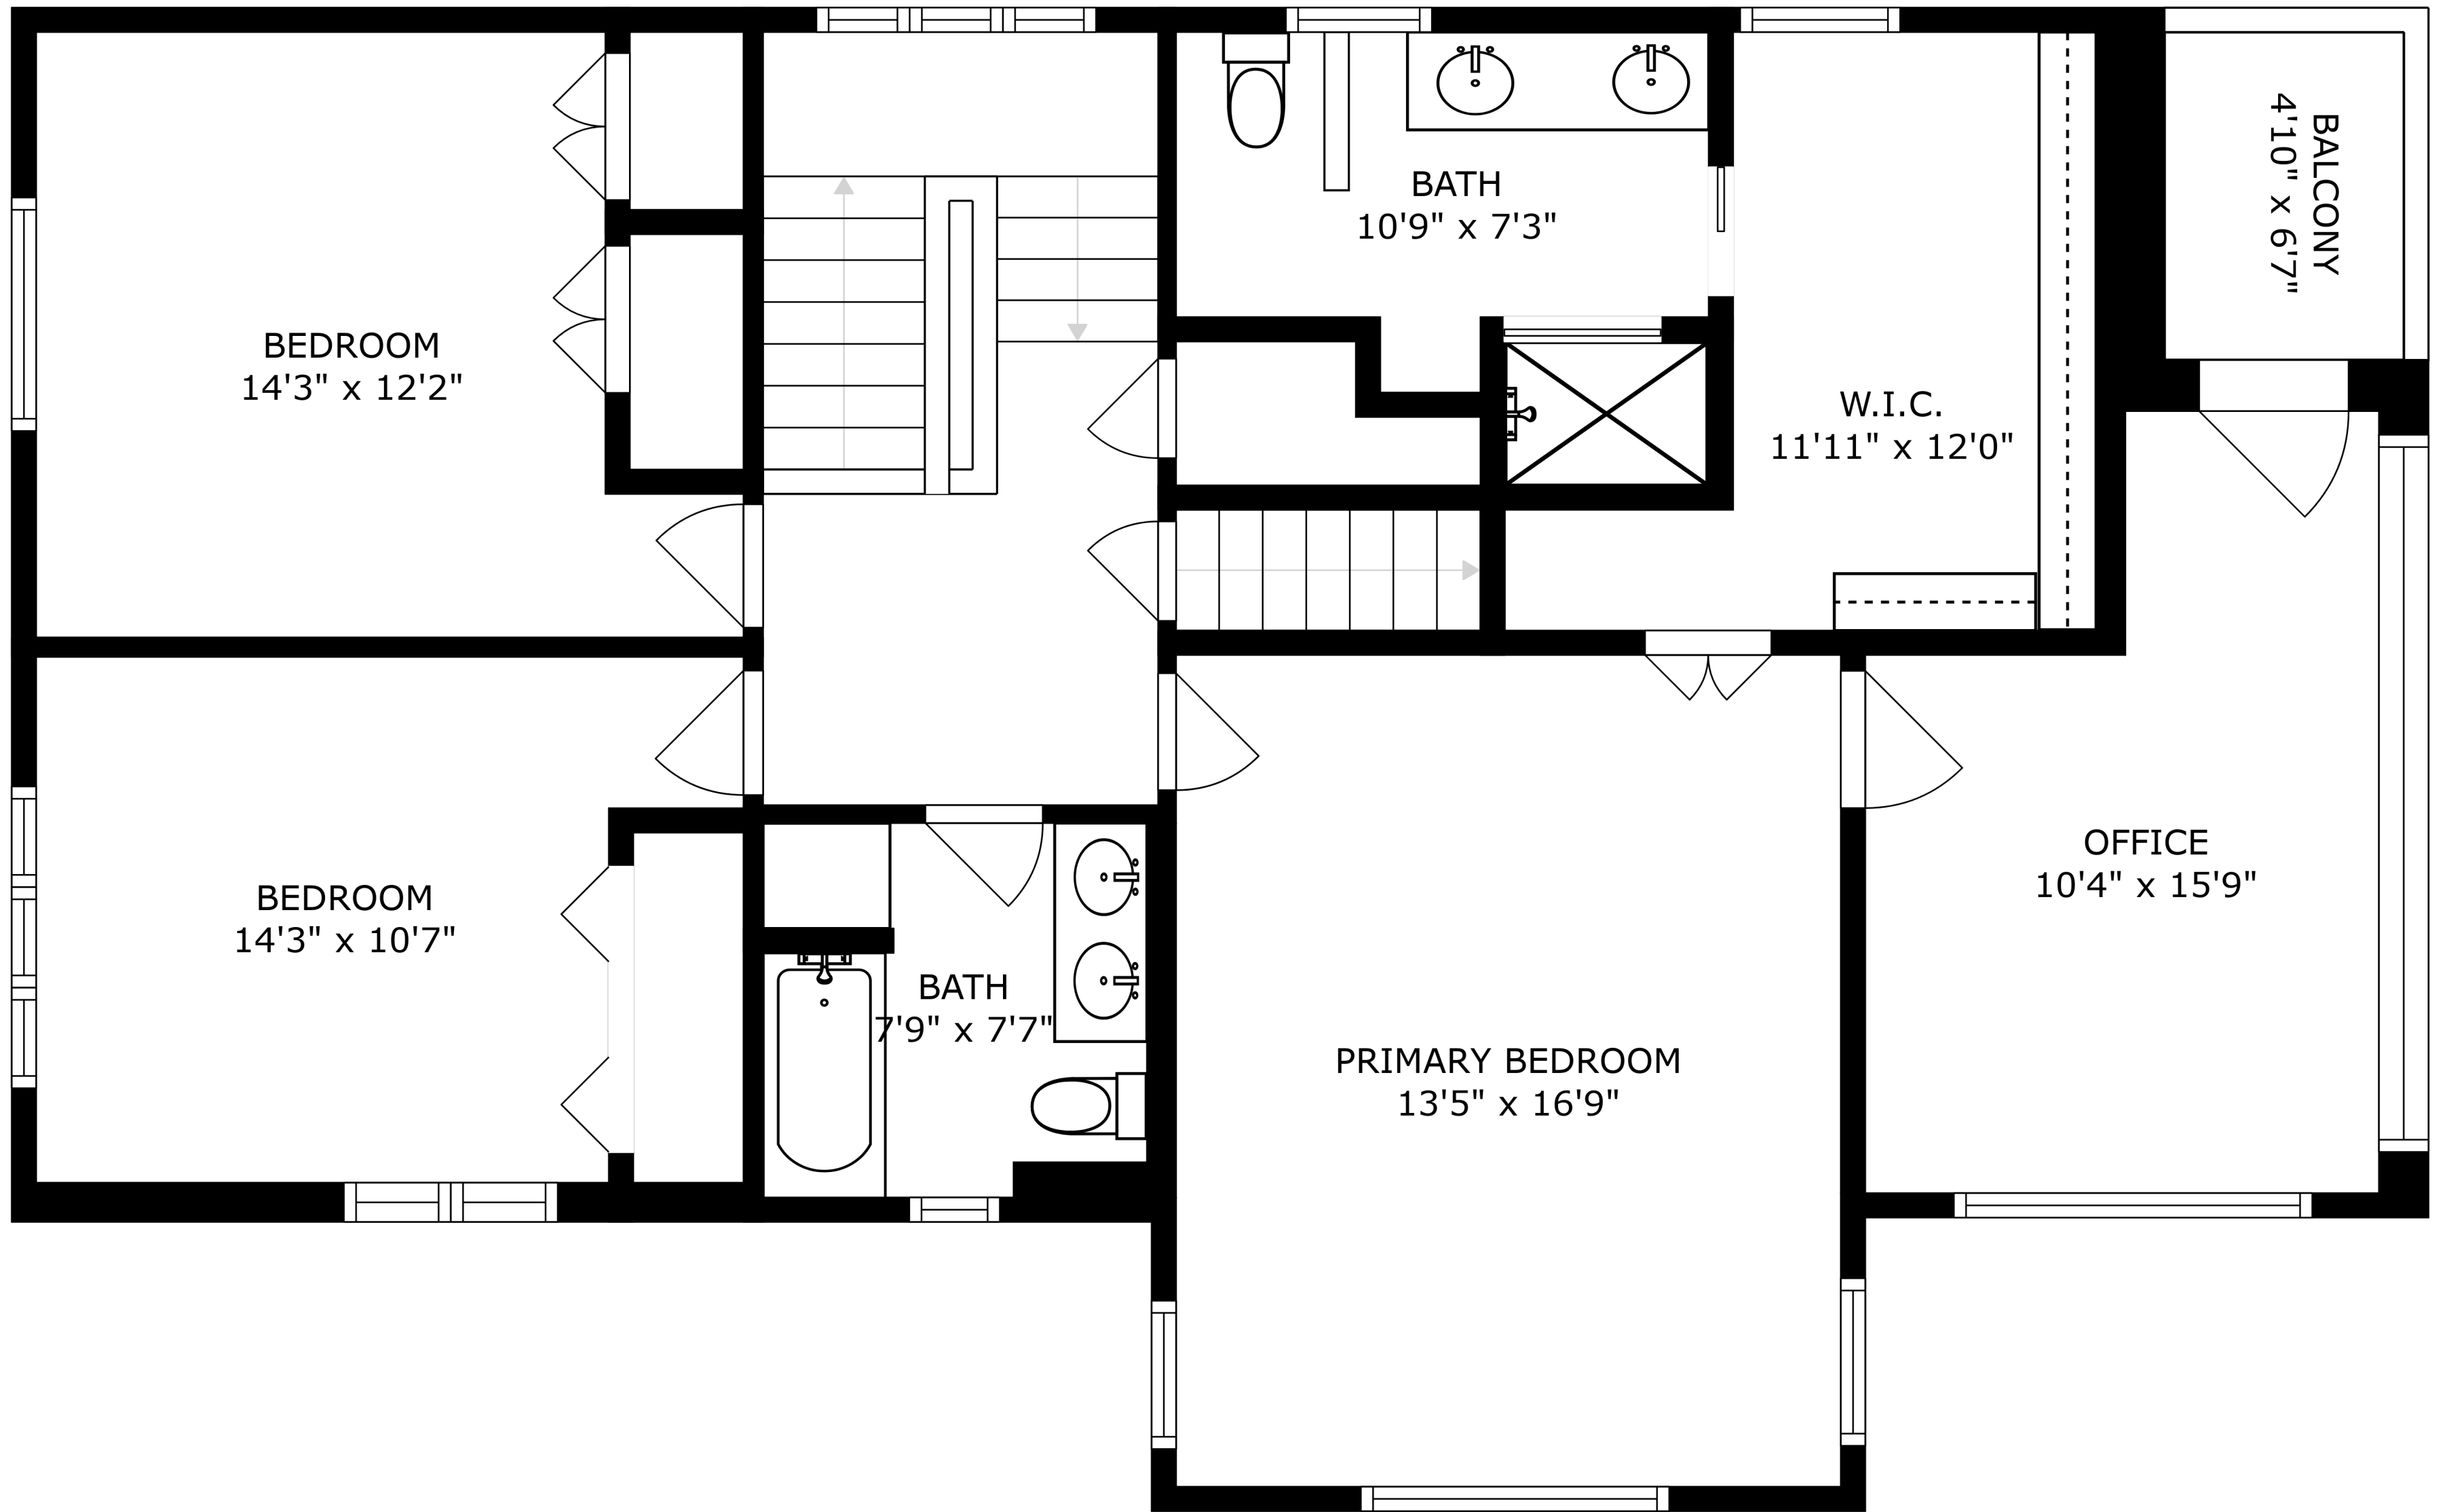 BEDROOM
14'3" x 12'2"
BATH
10'9" x 7'3"
W.I.C.
11'11" x 12'0"
BALCONY
4'10" x 6'7"
BEDROOM
14'3" x 10'7"
BATH
7'9" x 7'7"
PRIMARY BEDROOM
13'5" x 16'9"
OFFICE
10'4" x 15'9"